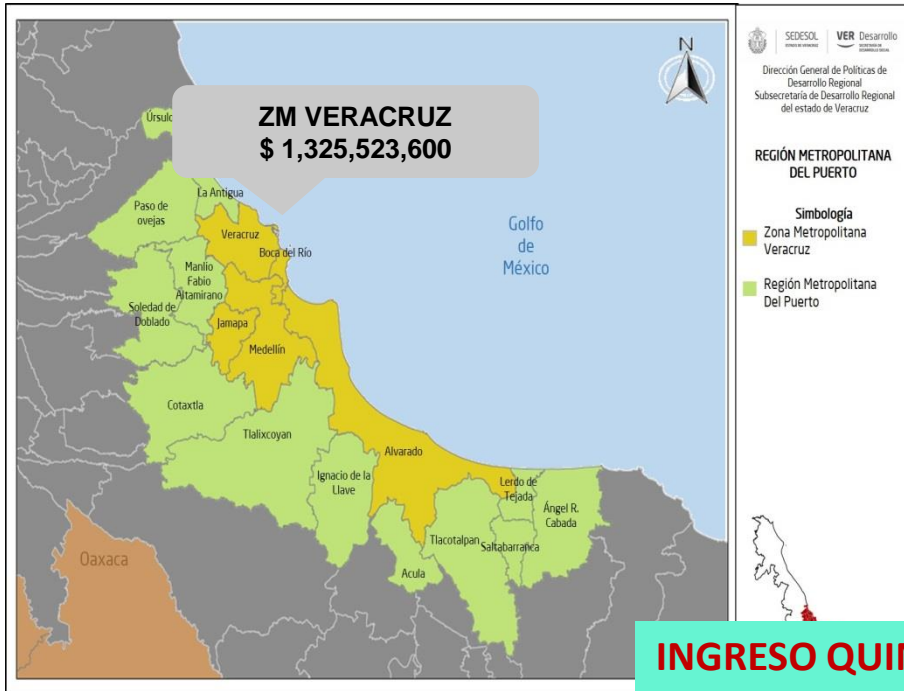 N
ZM VERACRUZ
$ 1,325,523,600
La Antigua
Paso de
ovejas
Veracruz
Boca del Río
Manlio
Fabio
Altamirano
Soledad de
Doblado
Jamapa
Medellín
Cotaxtla
Tlalixcoyan
Alvarado
Ignacio de la
Llave
Lerdo de
Tejada
Ángel R.
Cabada
Tlacotalpan
Saltabarranca
Acula
Oaxaca
Golfo
de
México
SEDESOL
VER Desarrollo
Dirección General de Políticas de
Desarrollo Regional
Subsecretaría de Desarrollo Regional
del estado de Veracruz
REGIÓN METROPOLITANA
DEL PUERTO
Simbología
Zona Metropolitana
Veracruz
Región Metropolitana
Del Puerto
INGRESO